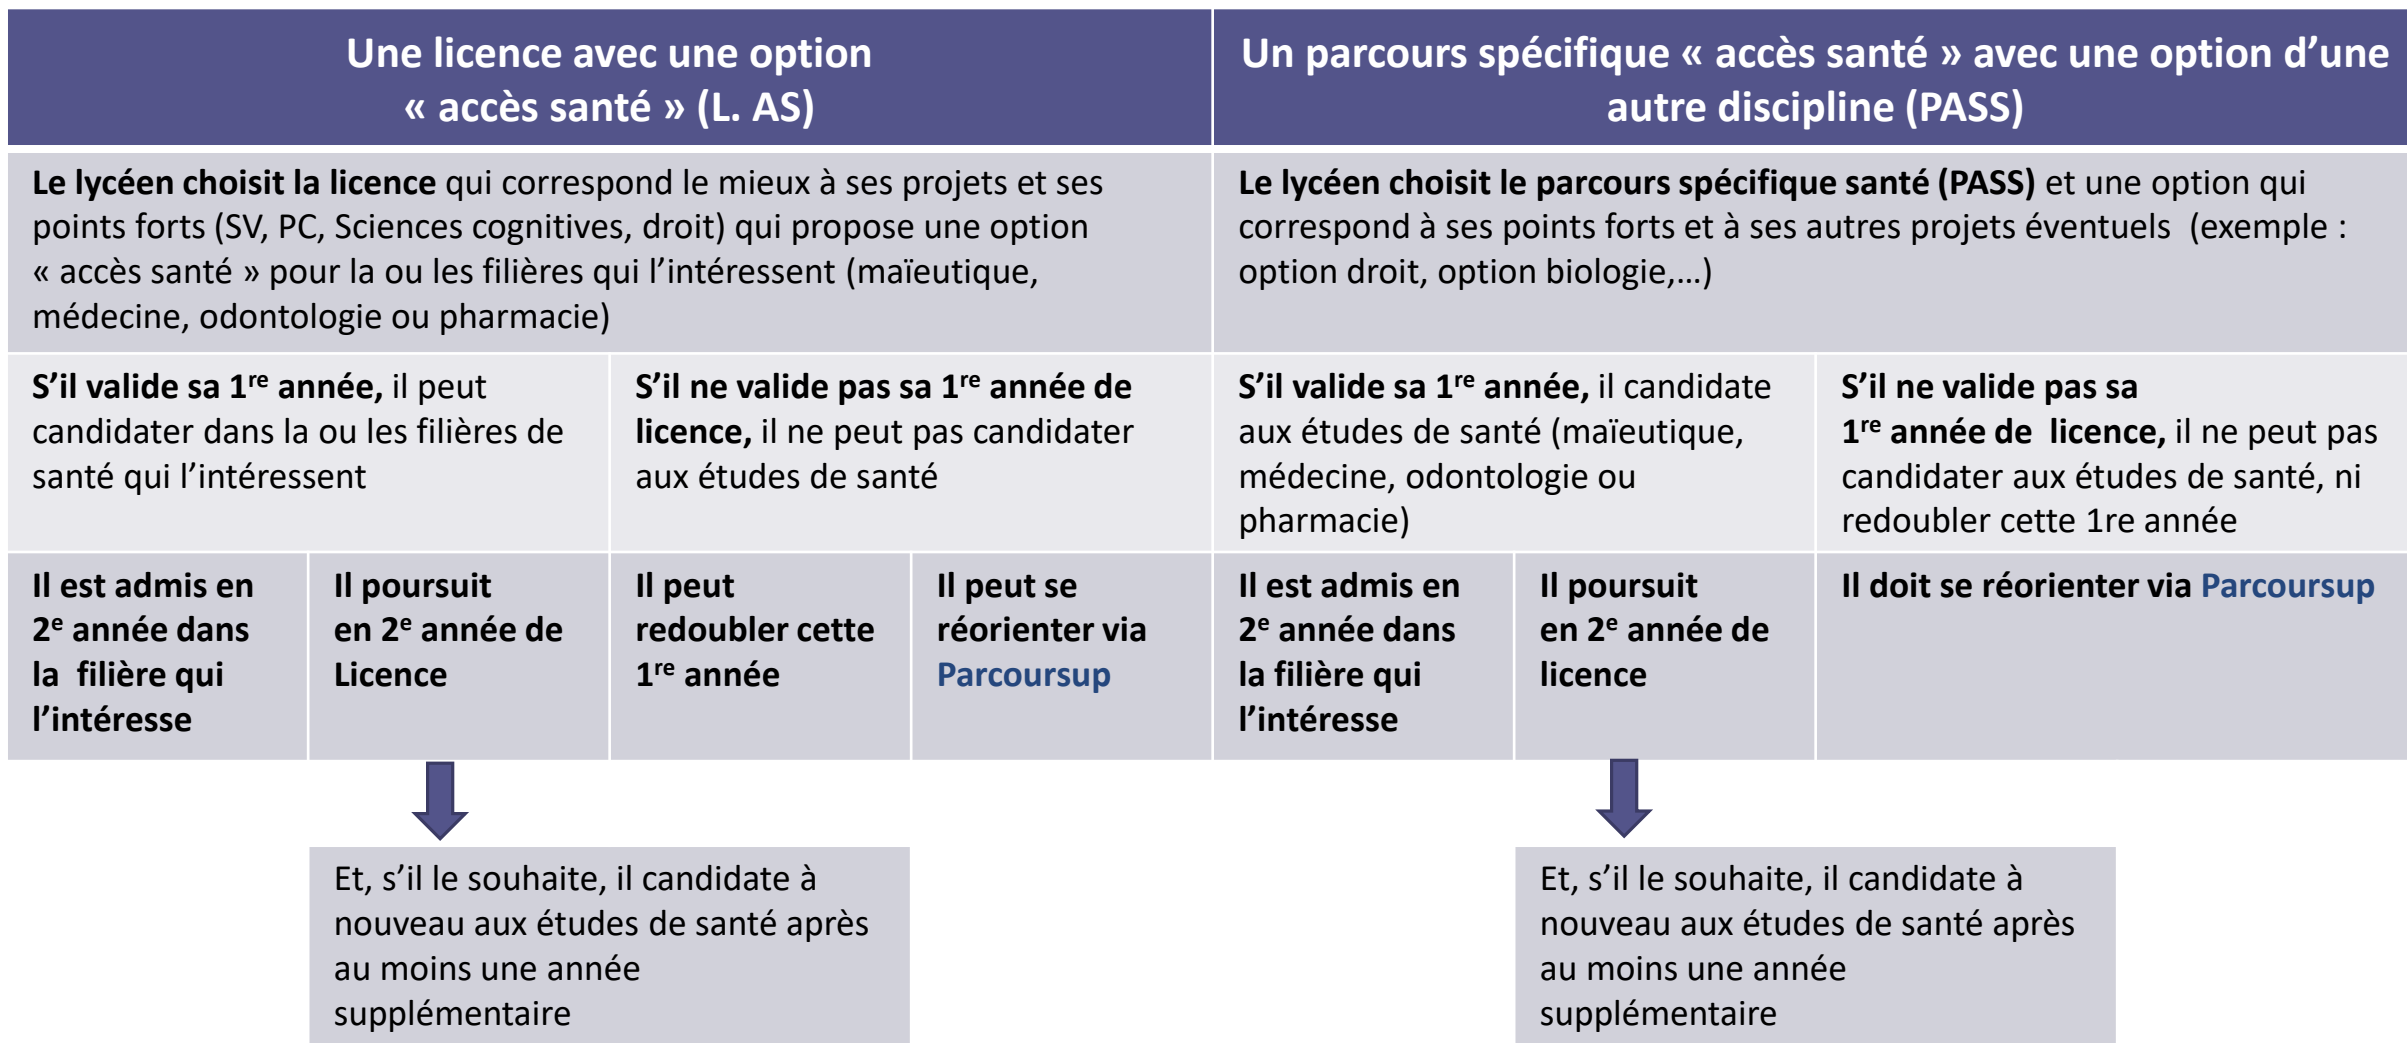 Une licence avec une option
« accès santé » (L. AS)
Un parcours spécifique « accès santé » avec une option d’une
autre discipline (PASS)
Le lycéen choisit la licence qui correspond le mieux à ses projets et ses
points forts (SV, PC, Sciences cognitives, droit) qui propose une option
« accès santé » pour la ou les filières qui l’intéressent (maïeutique,
médecine, odontologie ou pharmacie)
Le lycéen choisit le parcours spécifique santé (PASS) et une option qui
correspond à ses points forts et à ses autres projets éventuels (exemple :
option droit, option biologie,…)
S’il valide sa 1re année, il peut
candidater dans la ou les filières de
santé qui l’intéressent
S’il ne valide pas sa 1re année de
licence, il ne peut pas candidater
aux études de santé
S’il valide sa 1re année, il candidate
aux études de santé (maïeutique,
médecine, odontologie ou
pharmacie)
S’il ne valide pas sa
1re année de licence, il ne peut pas
candidater aux études de santé, ni
redoubler cette 1re année
Il est admis en
2e année dans
la filière qui
l’intéresse
Il poursuit
en 2e année de
Licence
Il peut
redoubler cette
1re année
Il peut se
réorienter via
Parcoursup
Il est admis en
2e année dans
la filière qui
l’intéresse
Il poursuit
en 2e année de
licence
Il doit se réorienter via Parcoursup
Et, s’il le souhaite, il candidate à
nouveau aux études de santé après
au moins une année
supplémentaire
Et, s’il le souhaite, il candidate à
nouveau aux études de santé après
au moins une année
supplémentaire